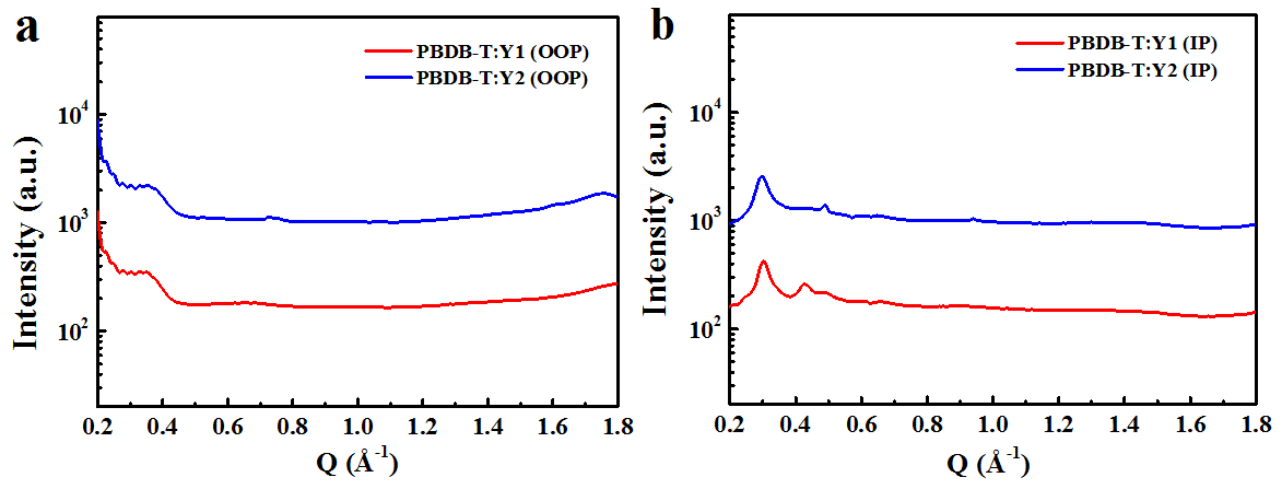 a
PBDB-T:Y1 (OOP)
PBDB-T:Y2 (OOP)
Intensity (a.u.)
10⁴
10³
10²
0.2 0.4 0.6 0.8 1.0 1.2 1.4 1.6 1.8
Q (Å⁻¹)
b
PBDB-T:Y1 (IP)
PBDB-T:Y2 (IP)
Intensity (a.u.)
10⁴
10³
10²
0.2 0.4 0.6 0.8 1.0 1.2 1.4 1.6 1.8
Q (Å⁻¹)